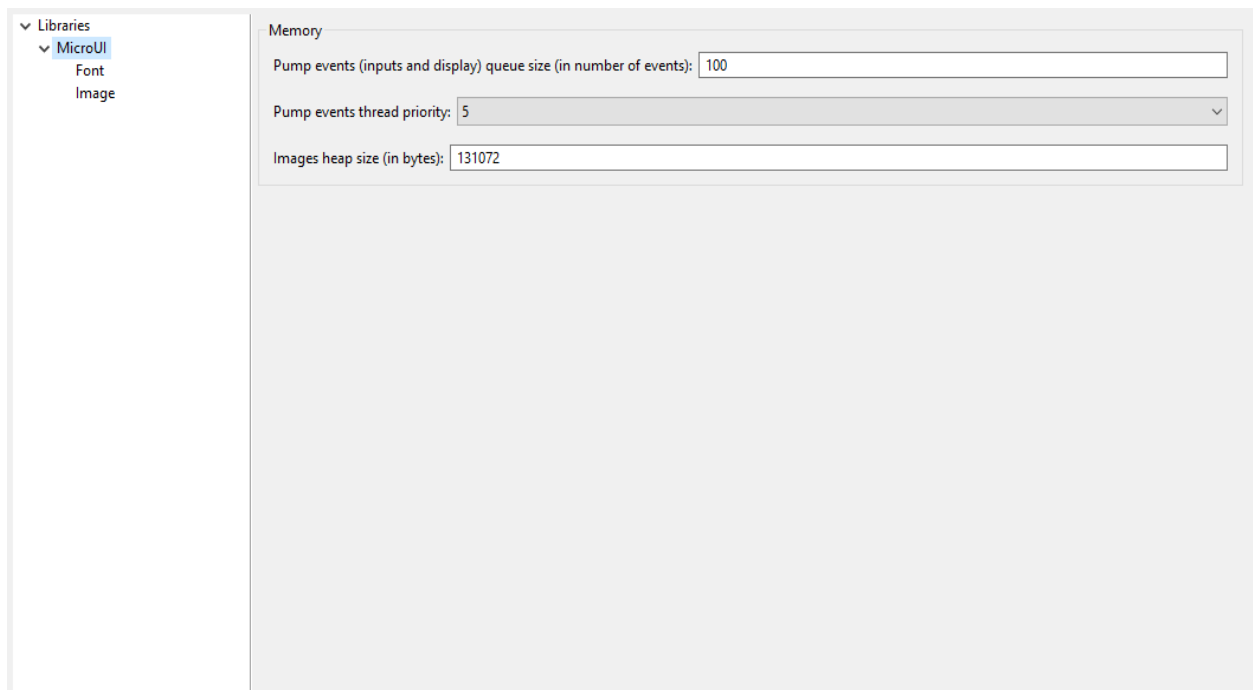 Libraries
MicroUI
Font
Image
Memory
Pump events (inputs and display) queue size (in number of events): 100
Pump events thread priority: 5
Images heap size (in bytes): 131072